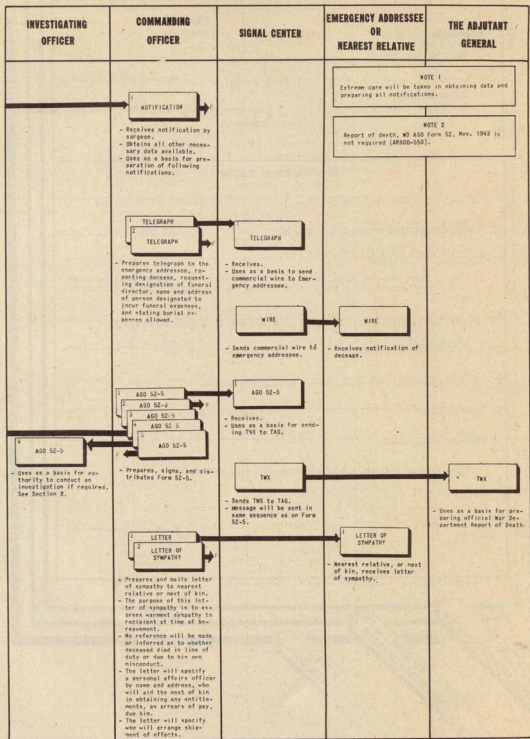 INVESTIGATING
OFFICER
COMMANDING
OFFICER
SIGNAL CENTER
EMERGENCY ADDRESSEE
OR
NEAREST RELATIVE
THE ADJUTANT
GENERAL
NOTE 1
Extreme care will be taken in obtaining data and
preparing all notifications.
NOTE 2
Report of death, WD AGO Form 52, Nov. 1943 is
not required (AR600-550).
1
NOTIFICATION
F
- Receives notification by
surgeon.
- Obtains all other neces-
sary data available.
- Uses as a basis for pre-
paration of following
notifications.
1
TELEGRAPH
2
TELEGRAPH
F
- Prepares telegraph to the
emergency addressee, re-
porting decease, request-
ing designation of funeral
director, name and address
of person designated to
incur funeral expenses,
and stating burial ex-
penses allowed.
1
TELEGRAPH
- Receives.
- Uses as a basis to send
commercial wire to Emer-
gency addressee.
WIRE
- Sends commercial wire to
emergency addressee.
WIRE
- Receives notification of
decease.
1
AGO 52-5
2
AGO 52-5
F
3
AGO 52-5
4
AGO 52-5
5
AGO 52-5
- Prepares, signs, and dis-
tributes Form 52-5.
1
AGO 52-5
- Receives.
- Uses as a basis for send-
ing TWX to TAG.
4
AGO 52-5
- Uses as a basis for au-
thority to conduct an
investigation if required.
See Section 8.
TWX
- Sends TWX to TAG.
- Message will be sent in
same sequence as on Form
52-5.
TWX
- Uses as a basis for pre-
paring official War De-
partment Report of Death.
1
LETTER
2
LETTER OF
SYMPATHY
F
- Prepares and mails letter
of sympathy to nearest
relative or next of kin.
- The purpose of this let-
ter of sympathy is to ex-
press warmest sympathy to
recipient at time of be-
reavement.
- No reference will be made
or inferred as to whether
deceased died in line of
duty or due to his own
misconduct.
- The letter will specify
a personal affairs officer
by name and address, who
will aid the next of kin
in obtaining any entitle-
ments, as arrears of pay,
due him.
- The letter will specify
who will arrange ship-
ment of effects.
1
LETTER OF
SYMPATHY
- Nearest relative, or next
of kin, receives letter
of sympathy.